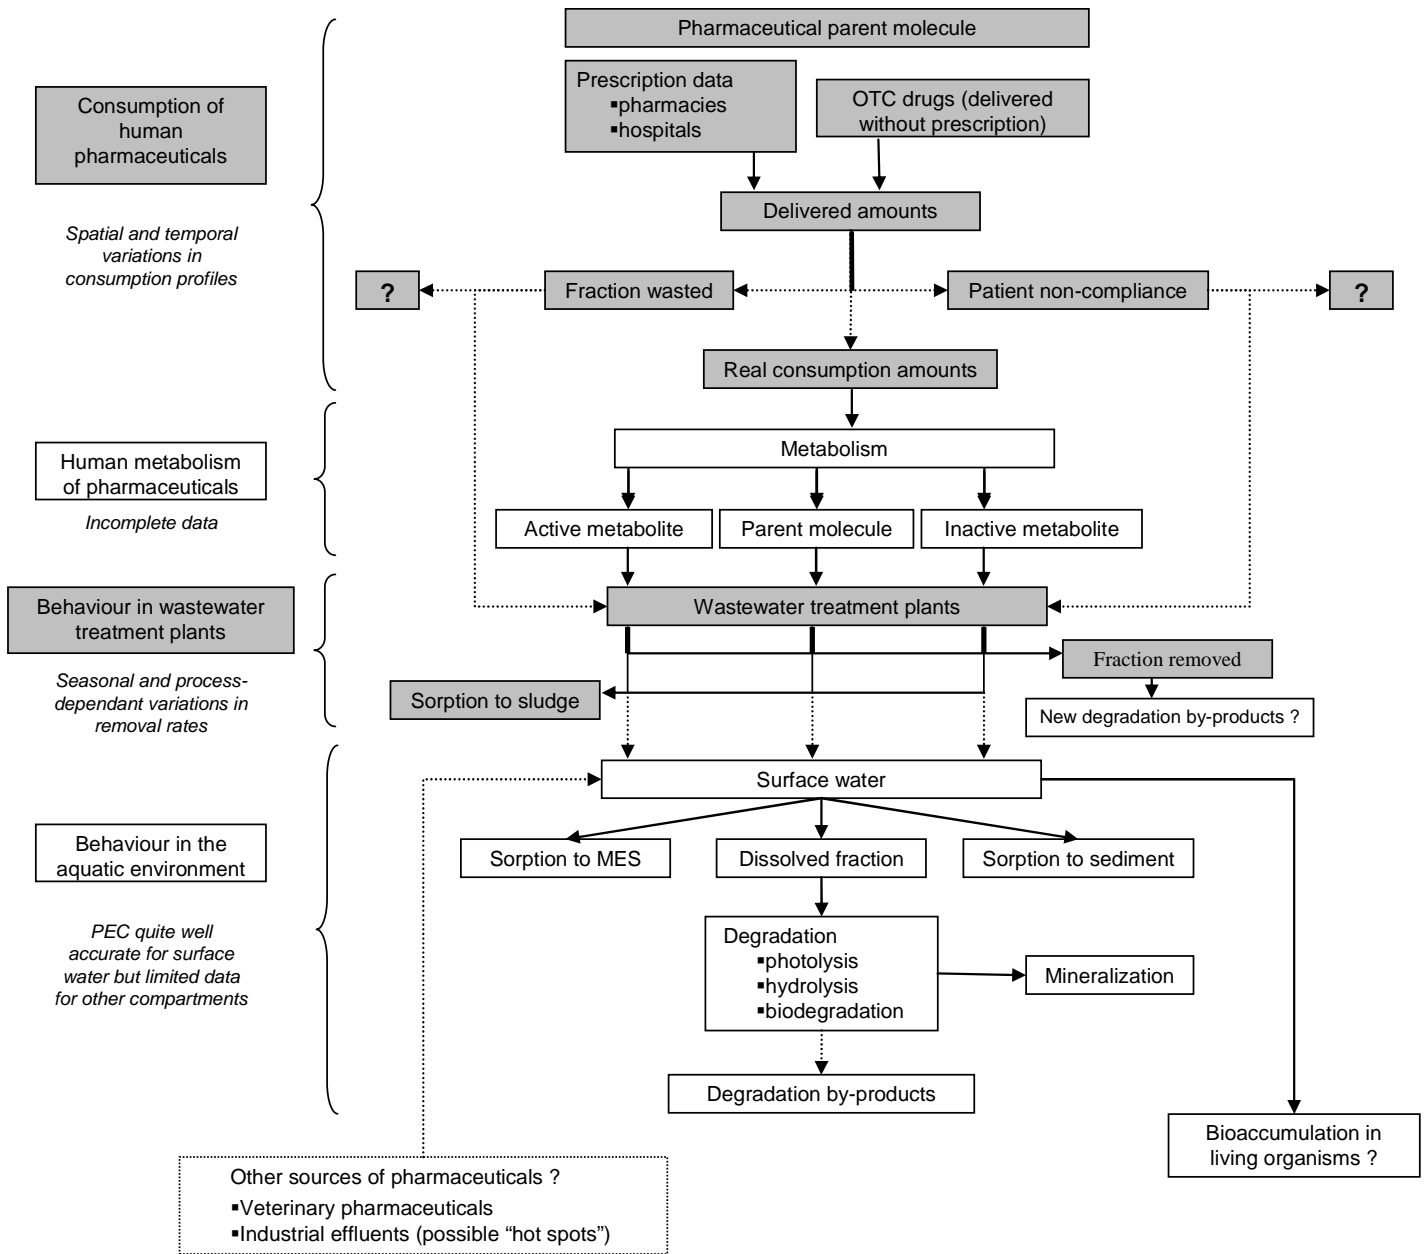 Pharmaceutical parent molecule
Prescription data
▪pharmacies
▪hospitals
OTC drugs (delivered
without prescription)
Consumption of
human
pharmaceuticals
Delivered amounts
Spatial and temporal
variations in
consumption profiles
?
Fraction wasted
Patient non-compliance
?
Real consumption amounts
Metabolism
Human metabolism
of pharmaceuticals
Incomplete data
Active metabolite
Parent molecule
Inactive metabolite
Behaviour in wastewater
treatment plants
Wastewater treatment plants
Fraction removed
Seasonal and process-
dependant variations in
removal rates
Sorption to sludge
New degradation by-products ?
Surface water
Behaviour in the
aquatic environment
Sorption to MES
Dissolved fraction
Sorption to sediment
PEC quite well
accurate for surface
water but limited data
for other compartments
Degradation
▪photolysis
▪hydrolysis
▪biodegradation
Mineralization
Degradation by-products
Bioaccumulation in
living organisms ?
Other sources of pharmaceuticals ?
▪Veterinary pharmaceuticals
▪Industrial effluents (possible “hot spots”)